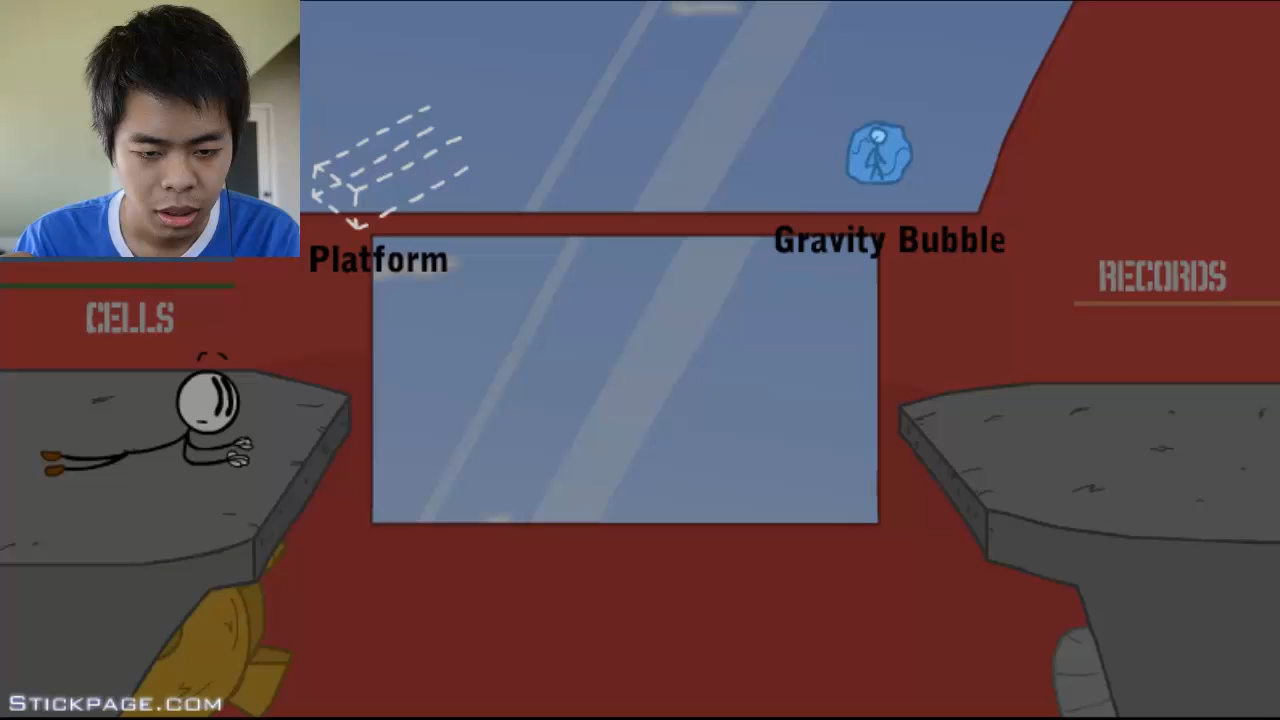 Gravity Bubble
Platform
RECORDS
CELLS
STICKPAGE.COM